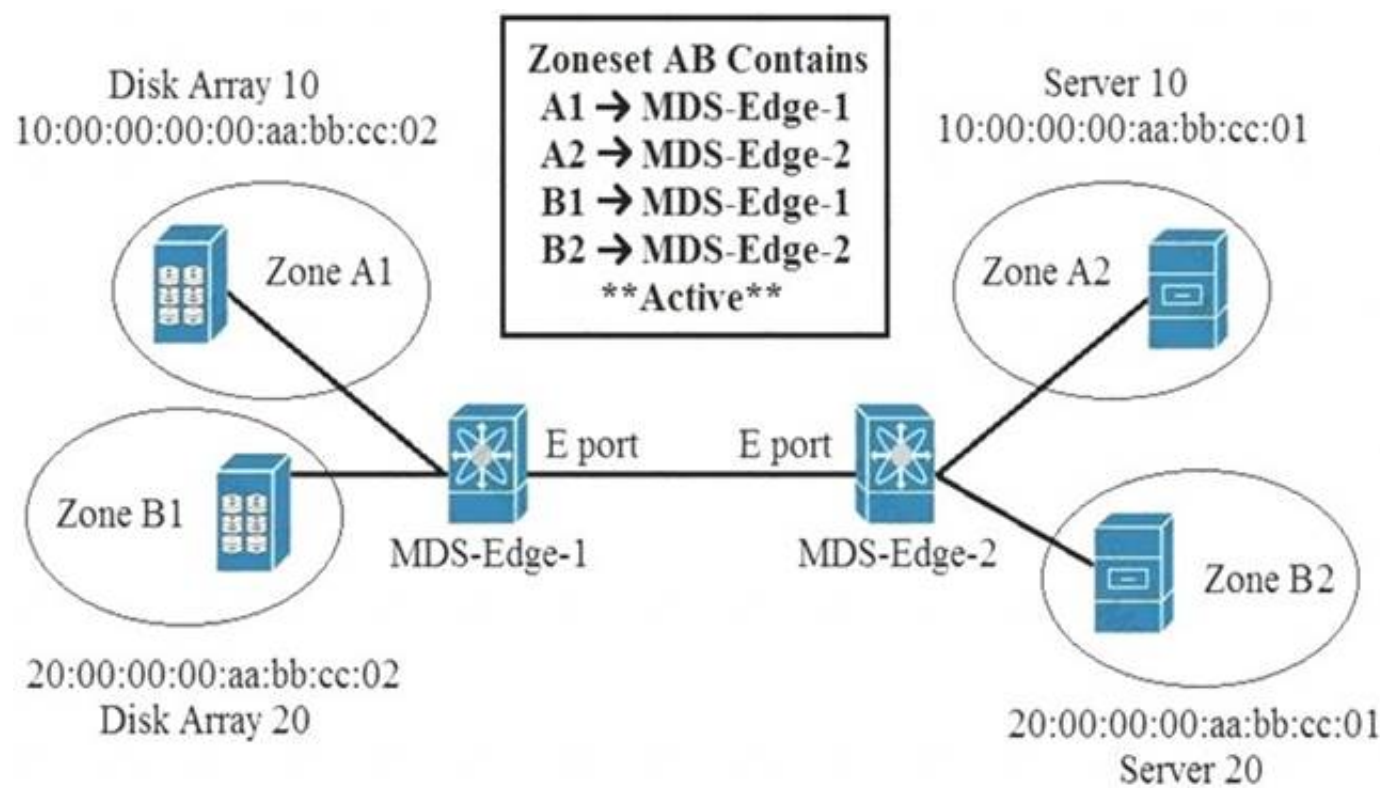 Zoneset AB Contains
A1 → MDS-Edge-1
A2 → MDS-Edge-2
B1 → MDS-Edge-1
B2 → MDS-Edge-2
**Active**
Disk Array 10
10:00:00:00:00:aa:bb:cc:02
Server 10
10:00:00:00:aa:bb:cc:01
Zone A1
Zone A2
E port
E port
Zone B1
MDS-Edge-1
MDS-Edge-2
Zone B2
20:00:00:00:aa:bb:cc:02
Disk Array 20
20:00:00:00:aa:bb:cc:01
Server 20